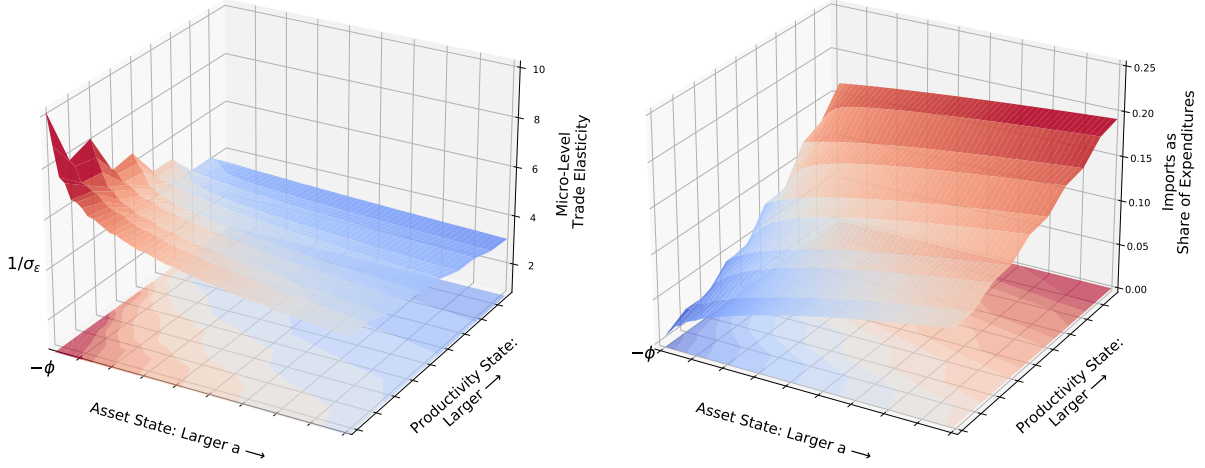 10
8
6
4
2
Micro-Level
Trade Elasticity
1/σε
−ϕ
Asset State: Larger a ⟶
Productivity State:
Larger ⟶
0.25
0.20
0.15
0.10
0.05
0.00
Imports as
Share of Expenditures
−ϕ
Asset State: Larger a ⟶
Productivity State:
Larger ⟶